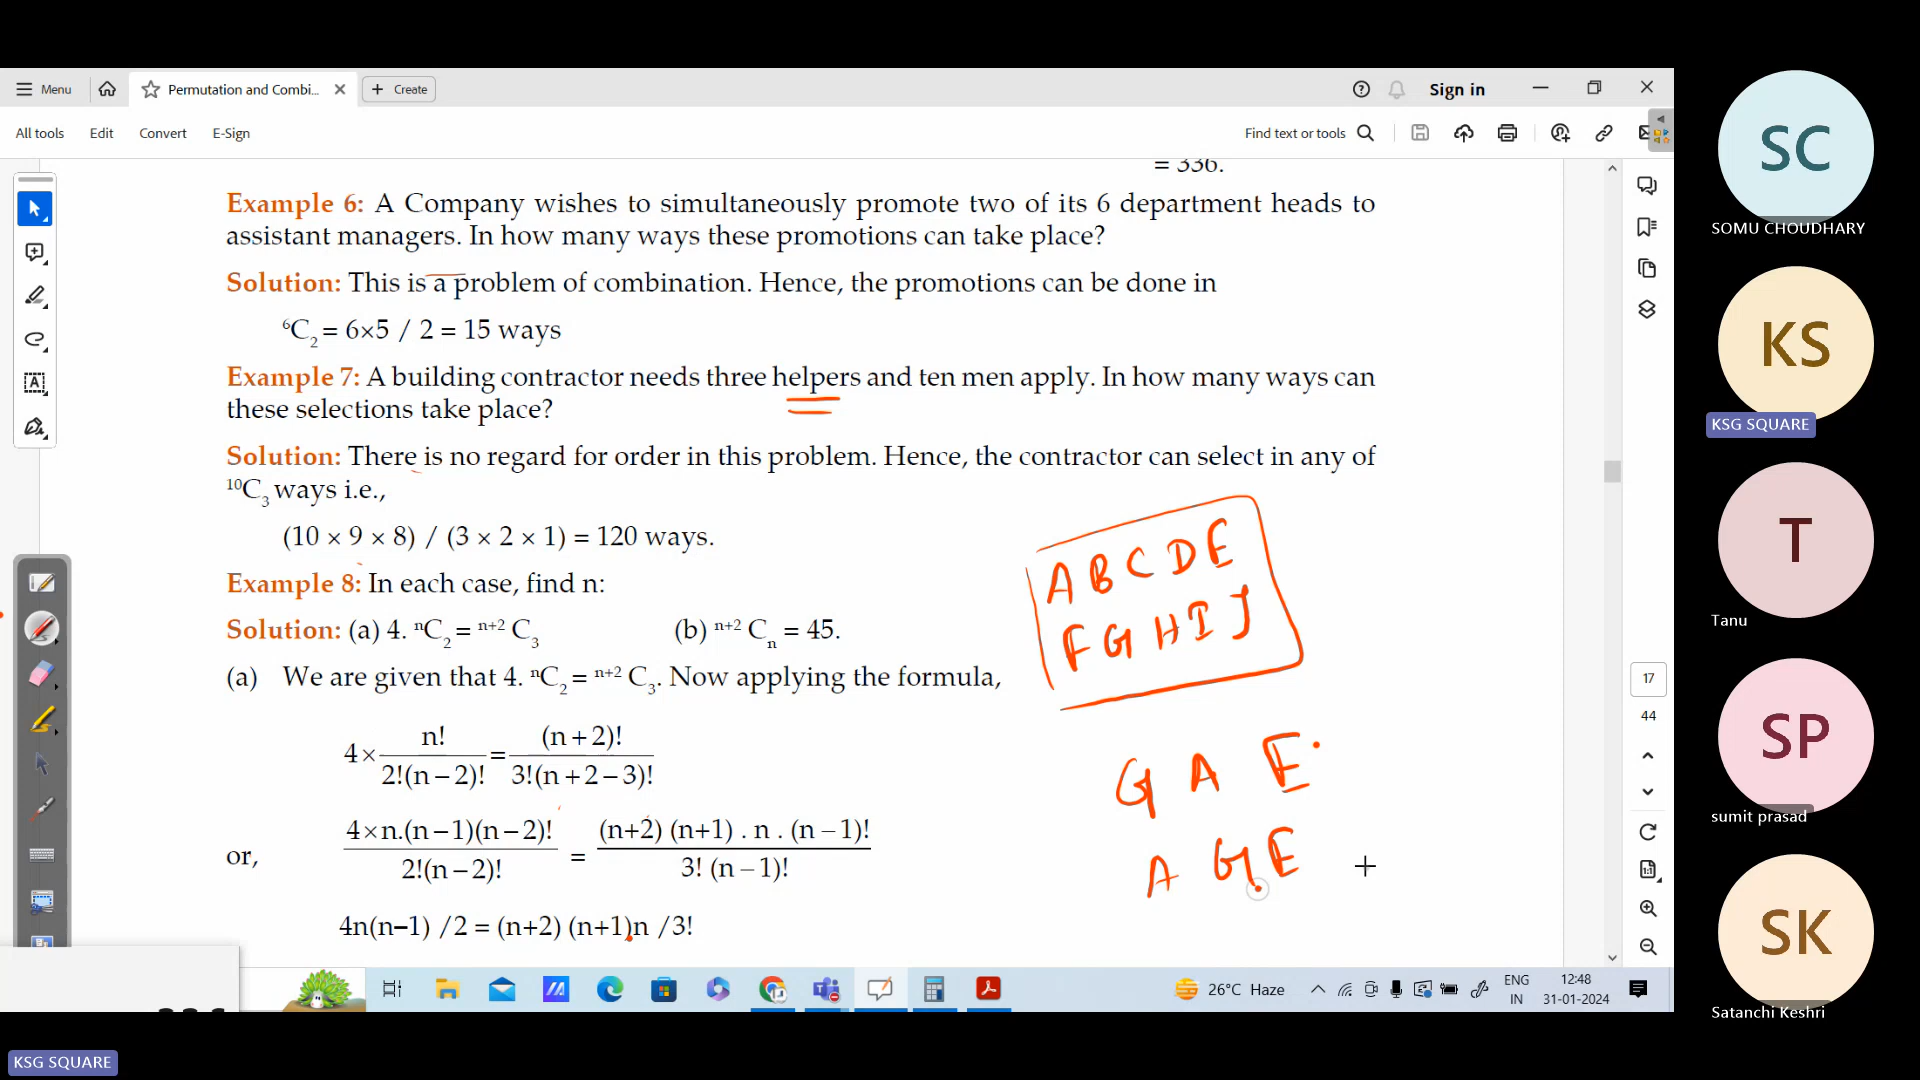 Menu
Permutation and Combi...
Create
Sign in
All tools
Edit
Convert
E-Sign
Find text or tools
= 336.
Example 6: A Company wishes to simultaneously promote two of its 6 department heads to
assistant managers. In how many ways these promotions can take place?
Solution: This is a problem of combination. Hence, the promotions can be done in
⁶C₂ = 6×5 / 2 = 15 ways
Example 7: A building contractor needs three helpers and ten men apply. In how many ways can
these selections take place?
Solution: There is no regard for order in this problem. Hence, the contractor can select in any of
¹⁰C₃ ways i.e.,
(10 × 9 × 8) / (3 × 2 × 1) = 120 ways.
Example 8: In each case, find n:
Solution: (a) 4. ⁿC₂ = ⁿ⁺² C₃ (b) ⁿ⁺² Cₙ = 45.
(a) We are given that 4. ⁿC₂ = ⁿ⁺² C₃. Now applying the formula,
4 × n! / 2!(n – 2)! = (n + 2)! / 3!(n + 2 – 3)!
or, 4 × n.(n – 1)(n – 2)! / 2!(n – 2)! = (n+2) (n+1) . n . (n – 1)! / 3! (n – 1)!
4n(n–1) /2 = (n+2) (n+1)n /3!
A B C D E
F G H I J
G A E
A G E
17
44
1:1
26°C Haze
ENG
IN
12:48
31-01-2024
SC
SOMU CHOUDHARY
KS
KSG SQUARE
T
Tanu
SP
sumit prasad
SK
Satanchi Keshri
KSG SQUARE